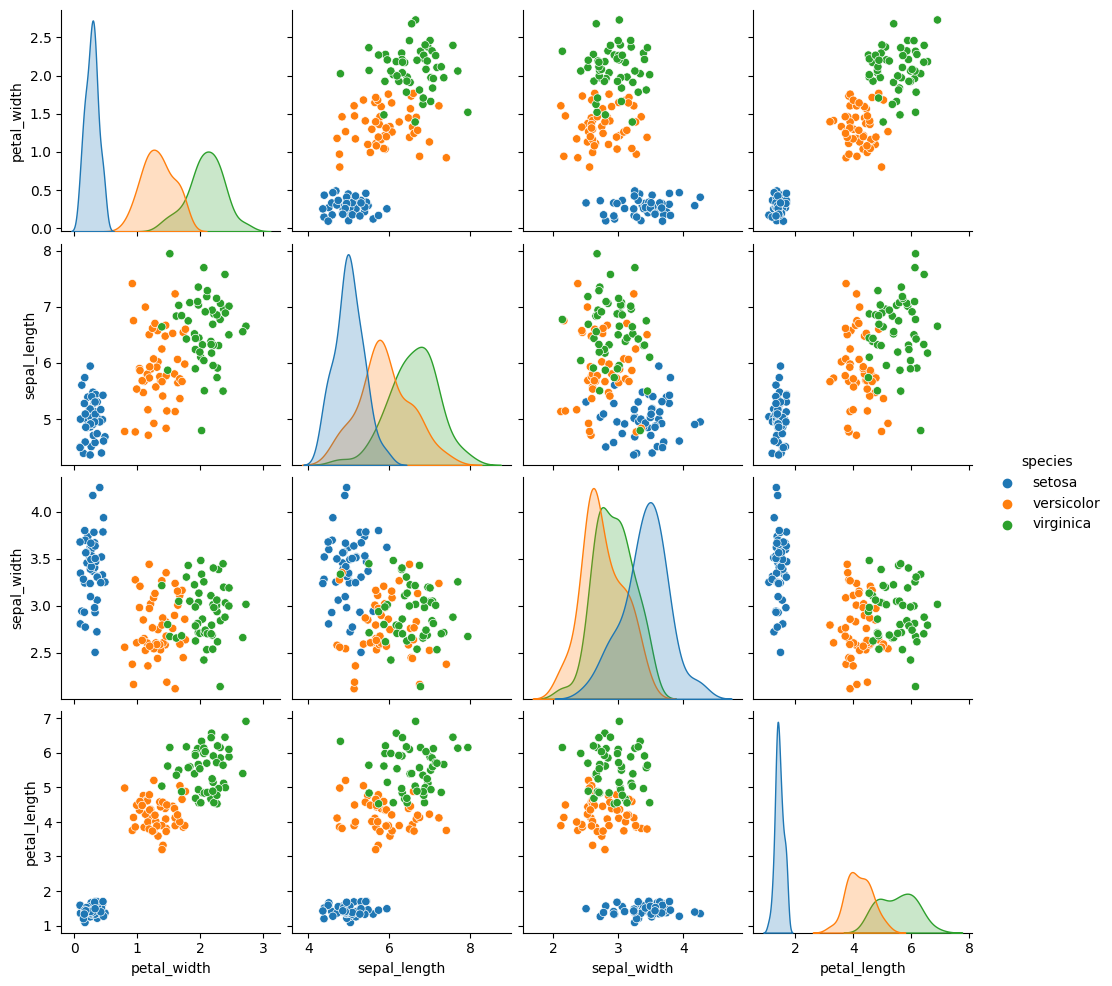 petal_width
2.5
2.0
1.5
1.0
0.5
0.0
sepal_length
8
7
6
5
species
setosa
versicolor
virginica
sepal_width
4.0
3.5
3.0
2.5
petal_length
7
6
5
4
3
2
1
0 1 2 3
4 6 8
2 3 4
2 4 6 8
petal_width sepal_length sepal_width petal_length